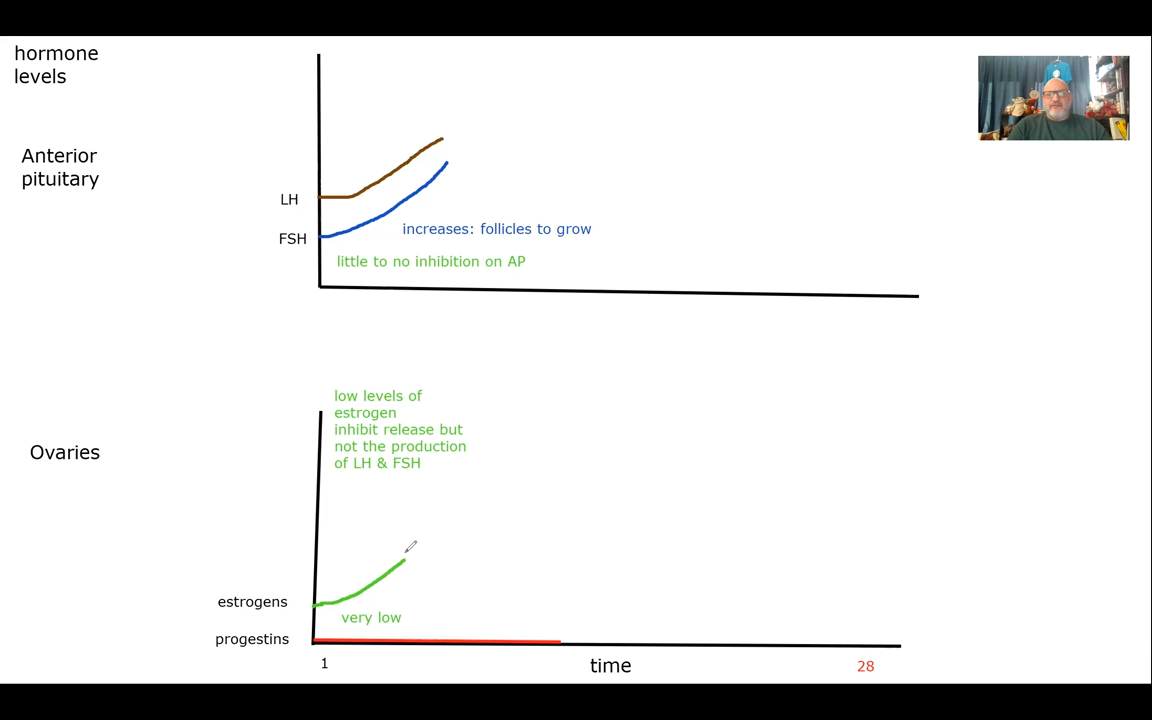 hormone
levels
Anterior
pituitary
LH
FSH
increases: follicles to grow
little to no inhibition on AP
low levels of
estrogen
inhibit release but
not the production
of LH & FSH
Ovaries
estrogens
very low
progestins
1
time
28